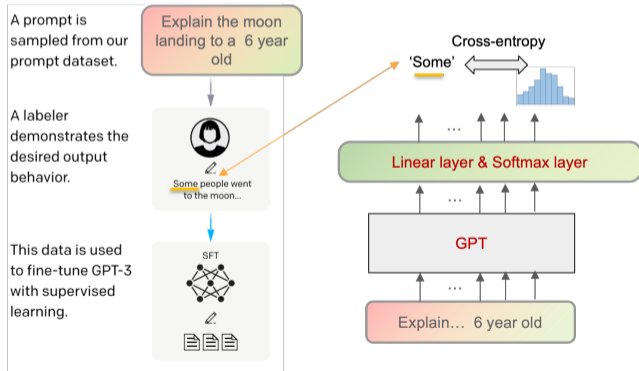 A prompt is
sampled from our
prompt dataset.
Explain the moon
landing to a 6 year
old
A labeler
demonstrates the
desired output
behavior.
Some people went
to the moon...
This data is used
to fine-tune GPT-3
with supervised
learning.
SFT
Cross-entropy
‘Some’
...
Linear layer & Softmax layer
...
GPT
...
Explain... 6 year old